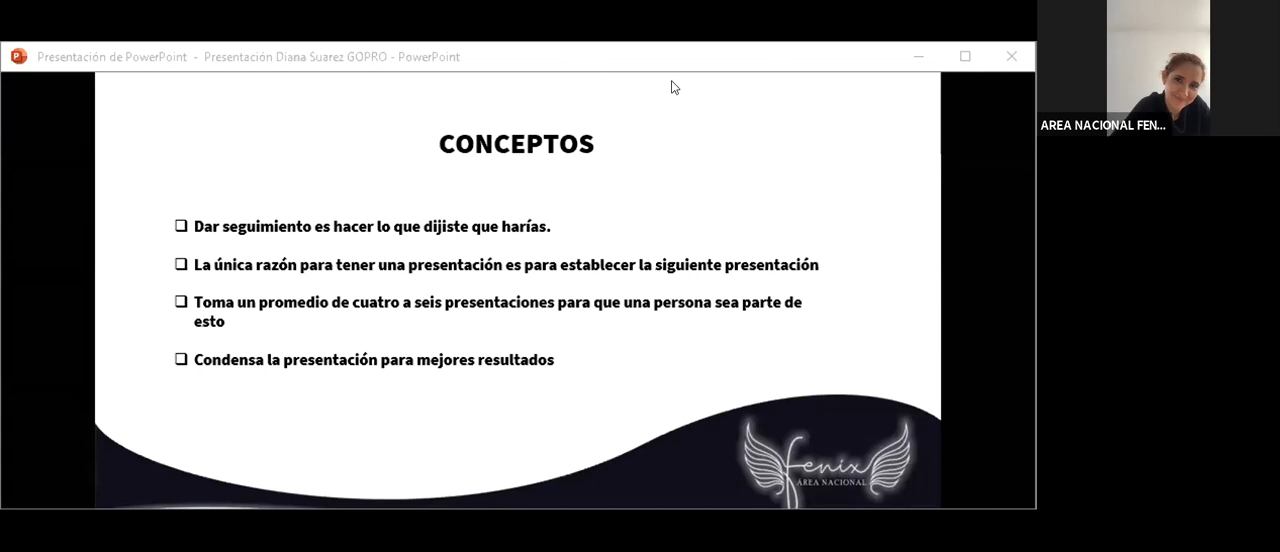 Presentación de PowerPoint - Presentación Diana Suarez GOPRO - PowerPoint
AREA NACIONAL FEN...
CONCEPTOS
Dar seguimiento es hacer lo que dijiste que harías.
La única razón para tener una presentación es para establecer la siguiente presentación
Toma un promedio de cuatro a seis presentaciones para que una persona sea parte de
esto
Condensa la presentación para mejores resultados
fenix
ÁREA NACIONAL